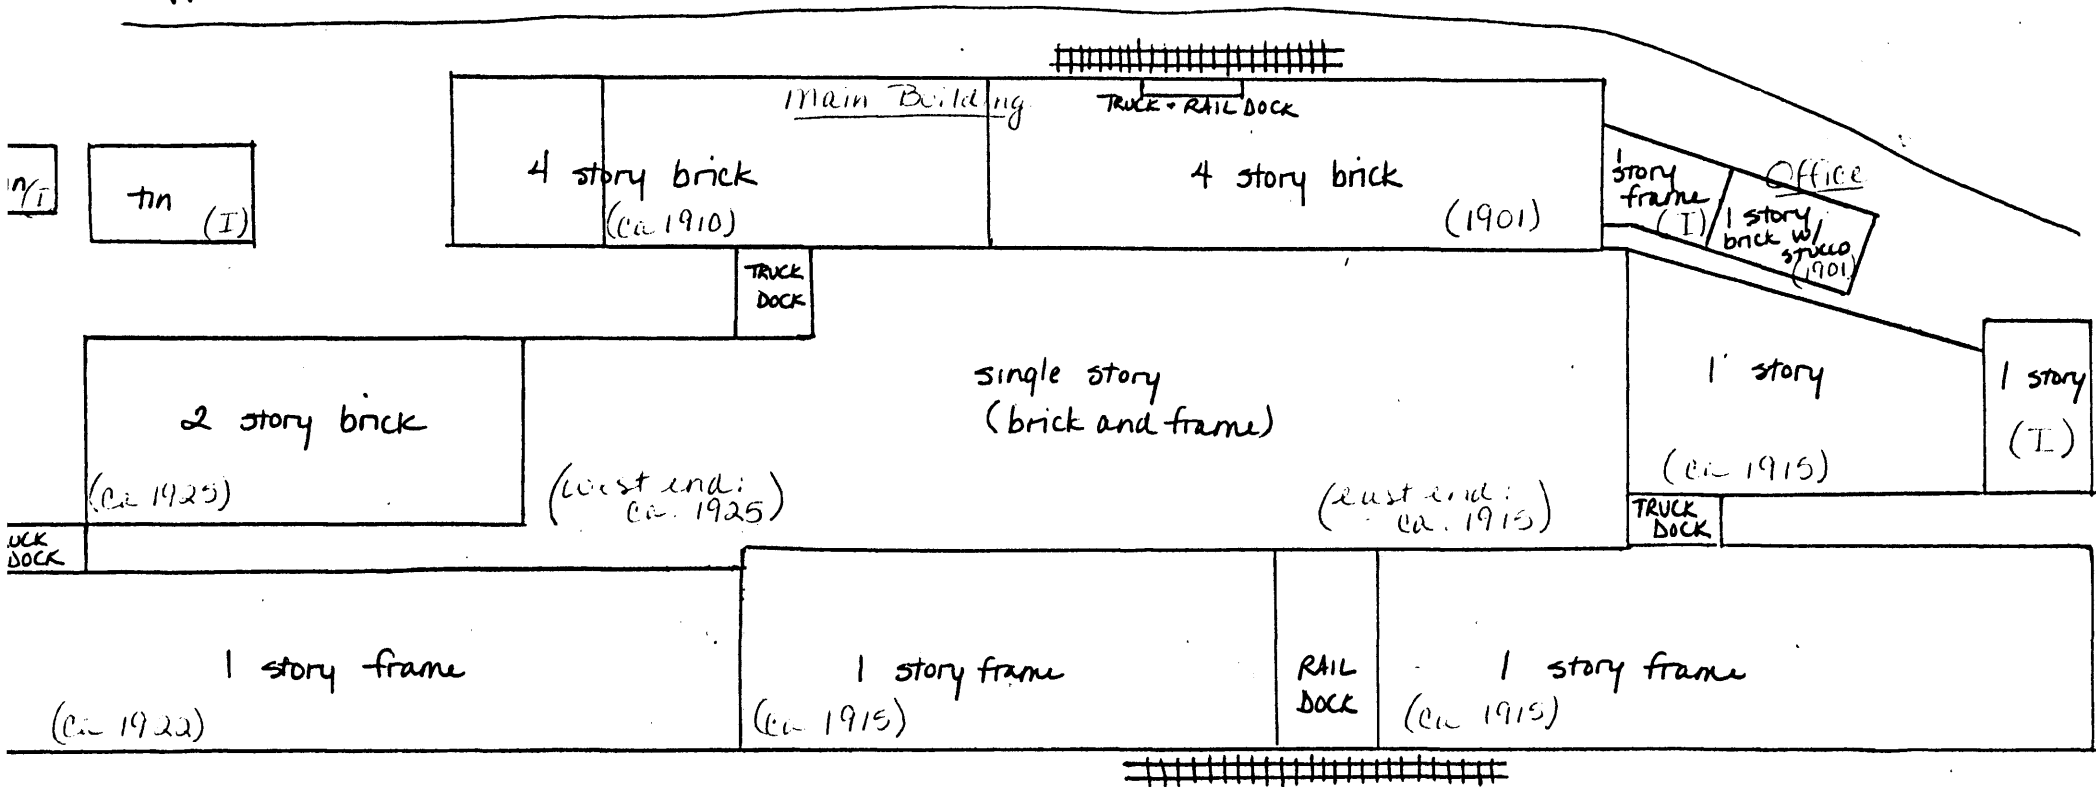 Main Building
TRUCK + RAIL DOCK
4 story brick
(ca 1910)
4 story brick
(1901)
1 story
frame
(I)
Office
1 story
brick w/
stucco
(1901)
tin
(I)
TRUCK
DOCK
2 story brick
(ca 1925)
single story
(brick and frame)
(west end:
ca. 1925)
(east end:
ca. 1915)
1 story
(ca 1915)
1 story
(I)
TRUCK
DOCK
DOCK
1 story frame
(ca 1922)
1 story frame
(ca 1915)
RAIL
DOCK
1 story frame
(ca 1915)